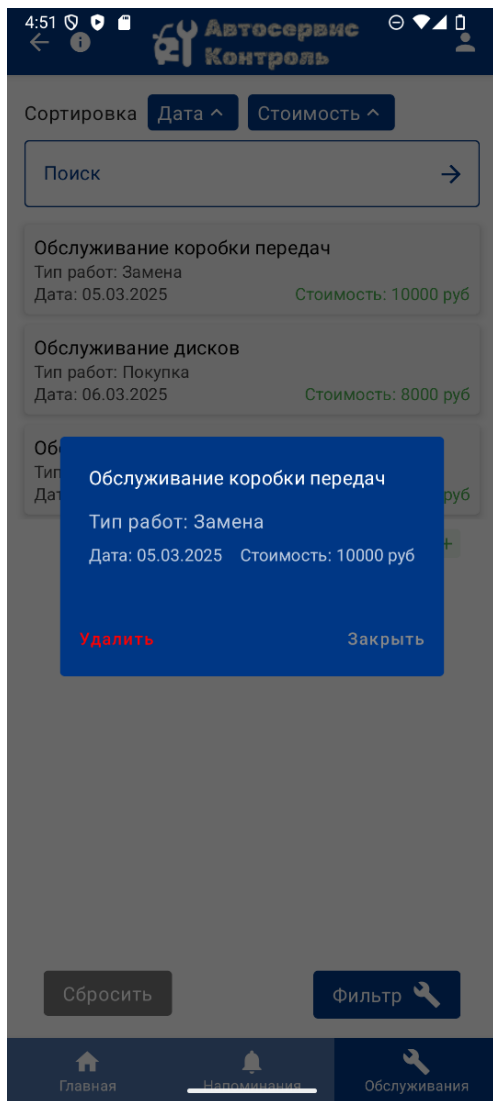 4:51
Автосервис
Контроль
Сортировка Дата Стоимость
Поиск
Обслуживание коробки передач
Тип работ: Замена
Дата: 05.03.2025 Стоимость: 10000 руб
Обслуживание дисков
Тип работ: Покупка
Дата: 06.03.2025 Стоимость: 8000 руб
Обслуживание коробки передач
Тип работ: Замена
Дата: 05.03.2025 Стоимость: 10000 руб
руб
+
Удалить Закрыть
Сбросить Фильтр
Главная Напоминания Обслуживания